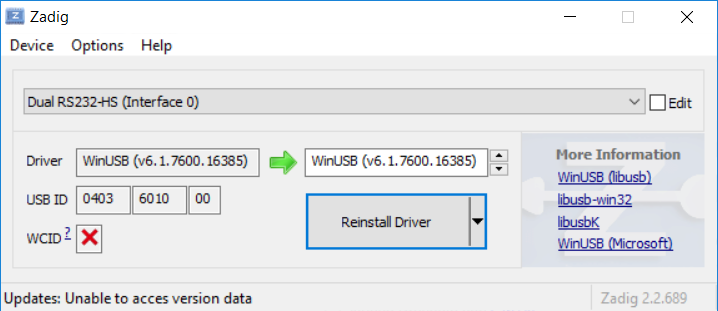 Zadig
Device Options Help
Dual RS232-HS (Interface 0)
Edit
Driver WinUSB (v6.1.7600.16385) WinUSB (v6.1.7600.16385)
USB ID 0403 6010 00
WCID ?
Reinstall Driver
More Information
WinUSB (libusb)
libusb-win32
libusbK
WinUSB (Microsoft)
Updates: Unable to acces version data
Zadig 2.2.689